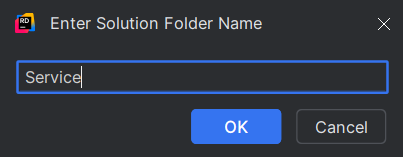 RD
Enter Solution Folder Name
Service
OK
Cancel